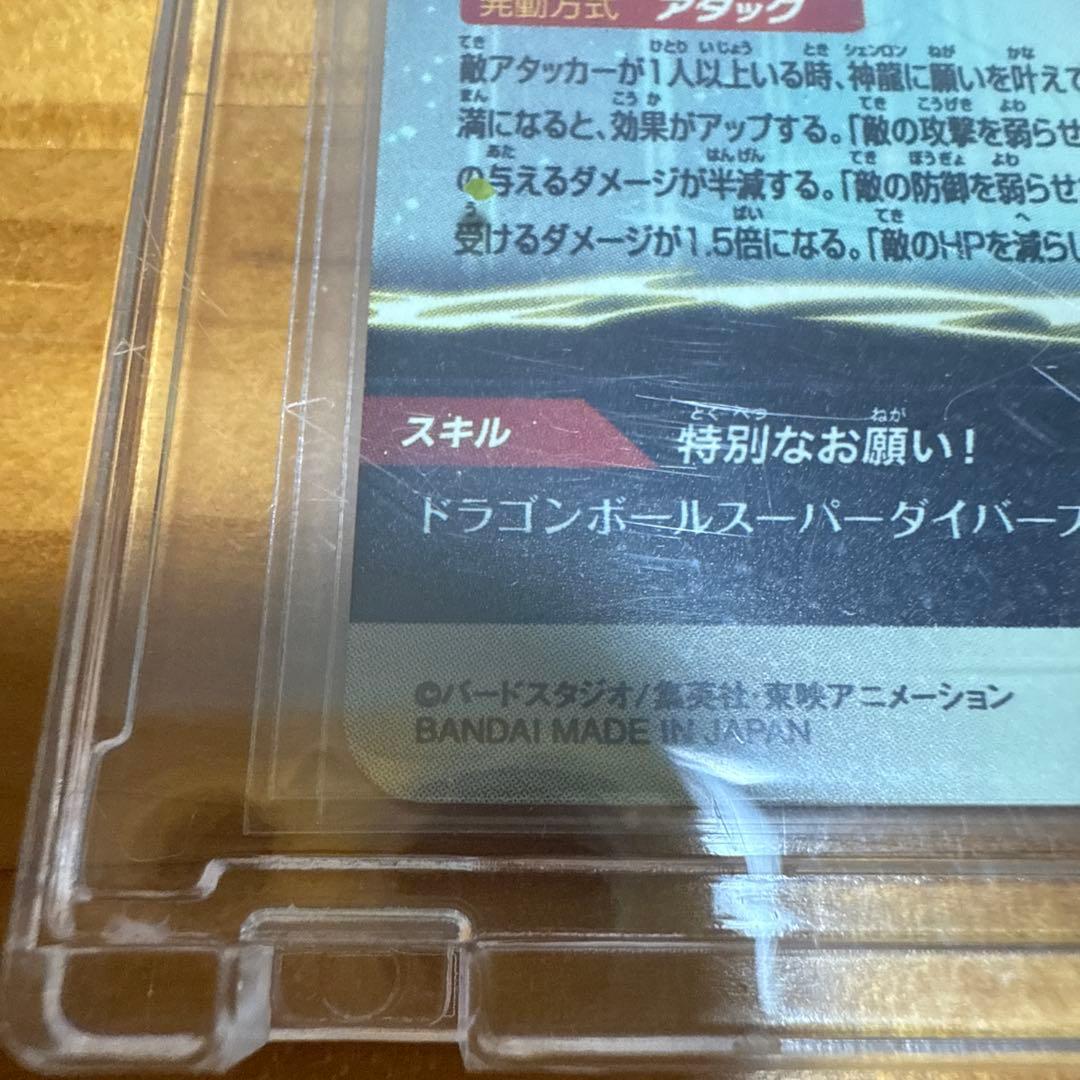 発動方式 アタック
敵アタッカーが1人以上いる時、神龍に願いを叶えて
満になると、効果がアップする。「敵の攻撃を弱らせ
の与えるダメージが半減する。「敵の防御を弱らせ
受けるダメージが1.5倍になる。「敵のHPを減らし
スキル 特別なお願い!
ドラゴンボールスーパーダイバーズ
©バードスタジオ/集英社・東映アニメーション
BANDAI MADE IN JAPAN